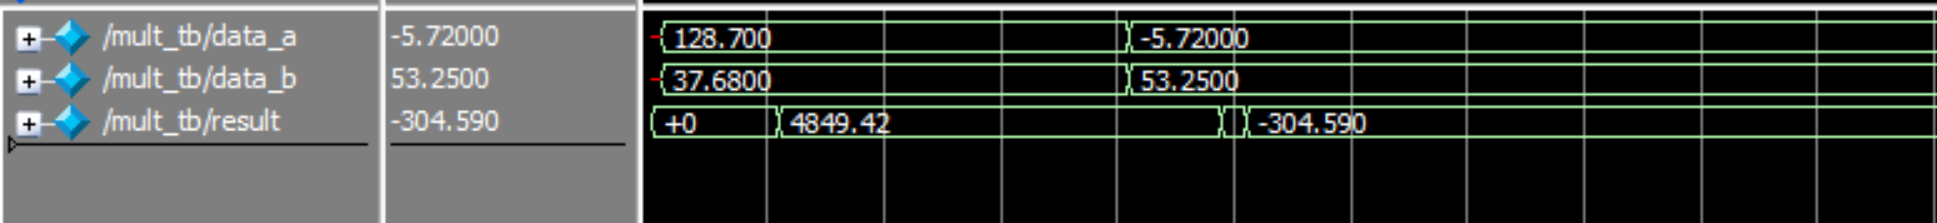 /mult_tb/data_a -5.72000 128.700 -5.72000
/mult_tb/data_b 53.2500 37.6800 53.2500
/mult_tb/result -304.590 +0 4849.42 -304.590